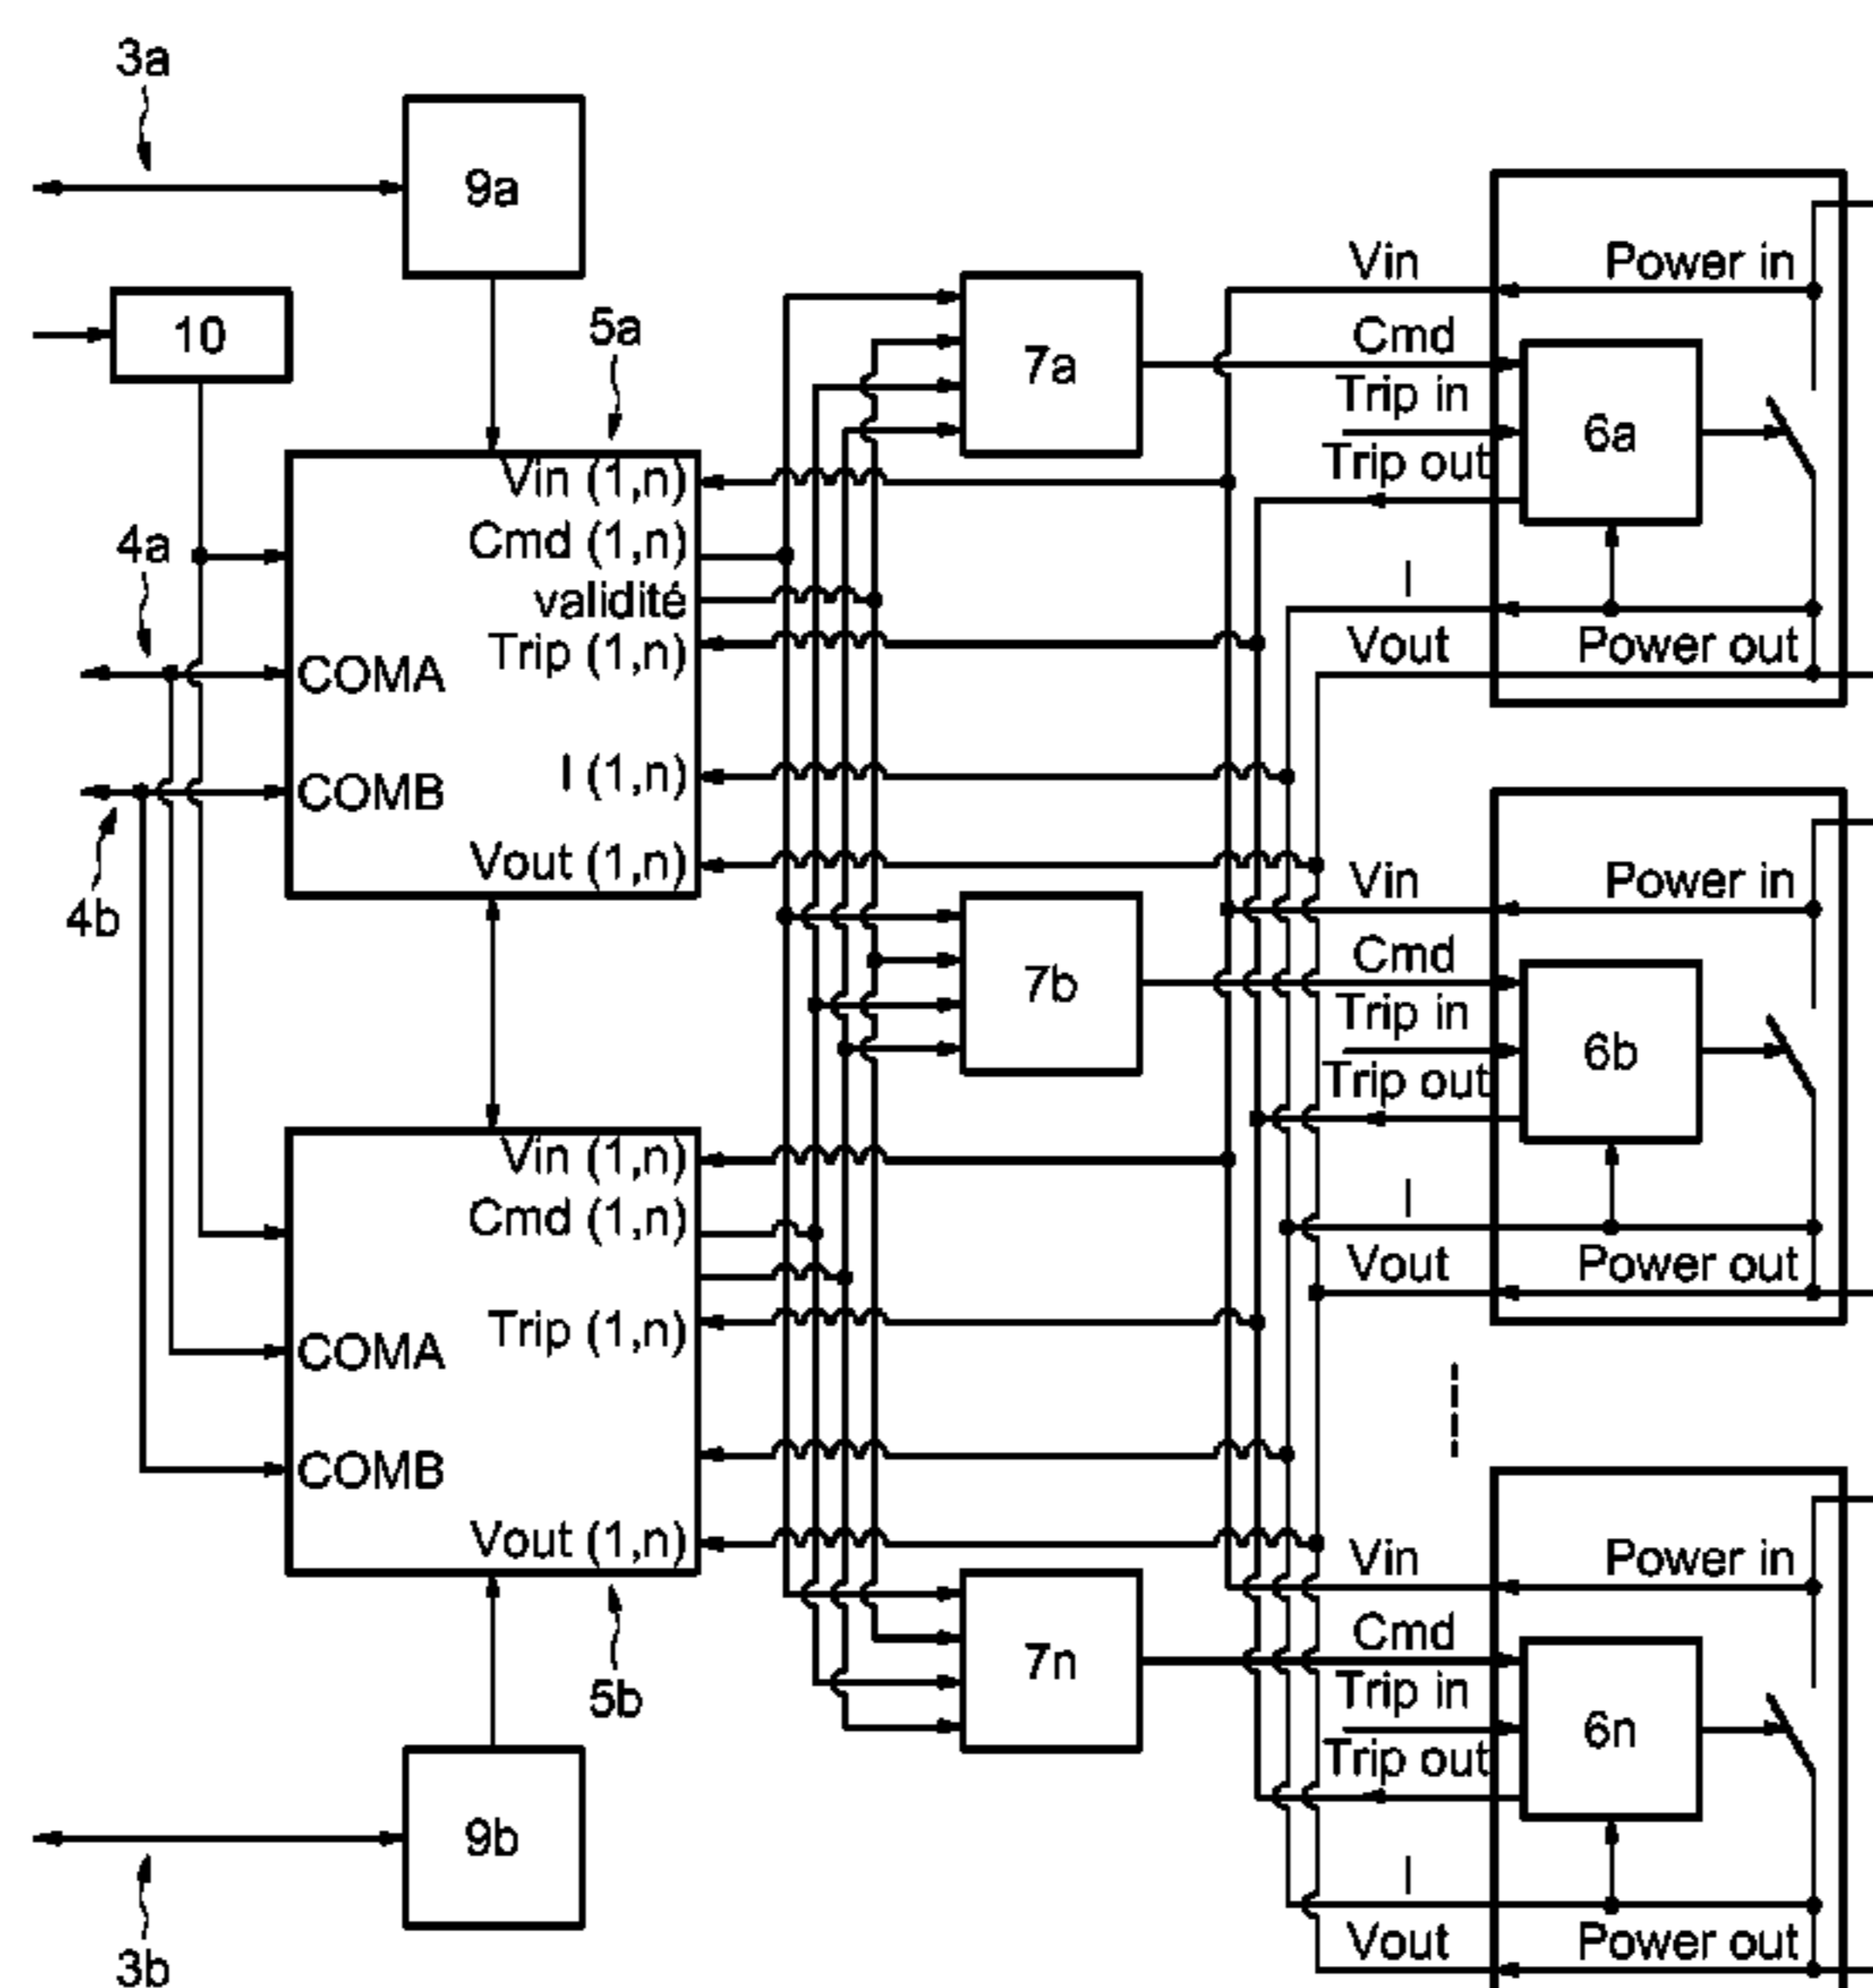 3a
9a
10
5a
4a
4b
Vin (1,n)
Cmd (1,n)
validité
Trip (1,n)
COMA
COMB
I (1,n)
Vout (1,n)
7a
Vin
Power in
Cmd
Trip in
Trip out
6a
I
Vout
Power out
7b
Vin
Power in
Cmd
Trip in
Trip out
6b
I
Vout
Power out
Vin (1,n)
Cmd (1,n)
Trip (1,n)
COMA
COMB
Vout (1,n)
5b
9b
3b
7n
Vin
Power in
Cmd
Trip in
Trip out
6n
I
Vout
Power out